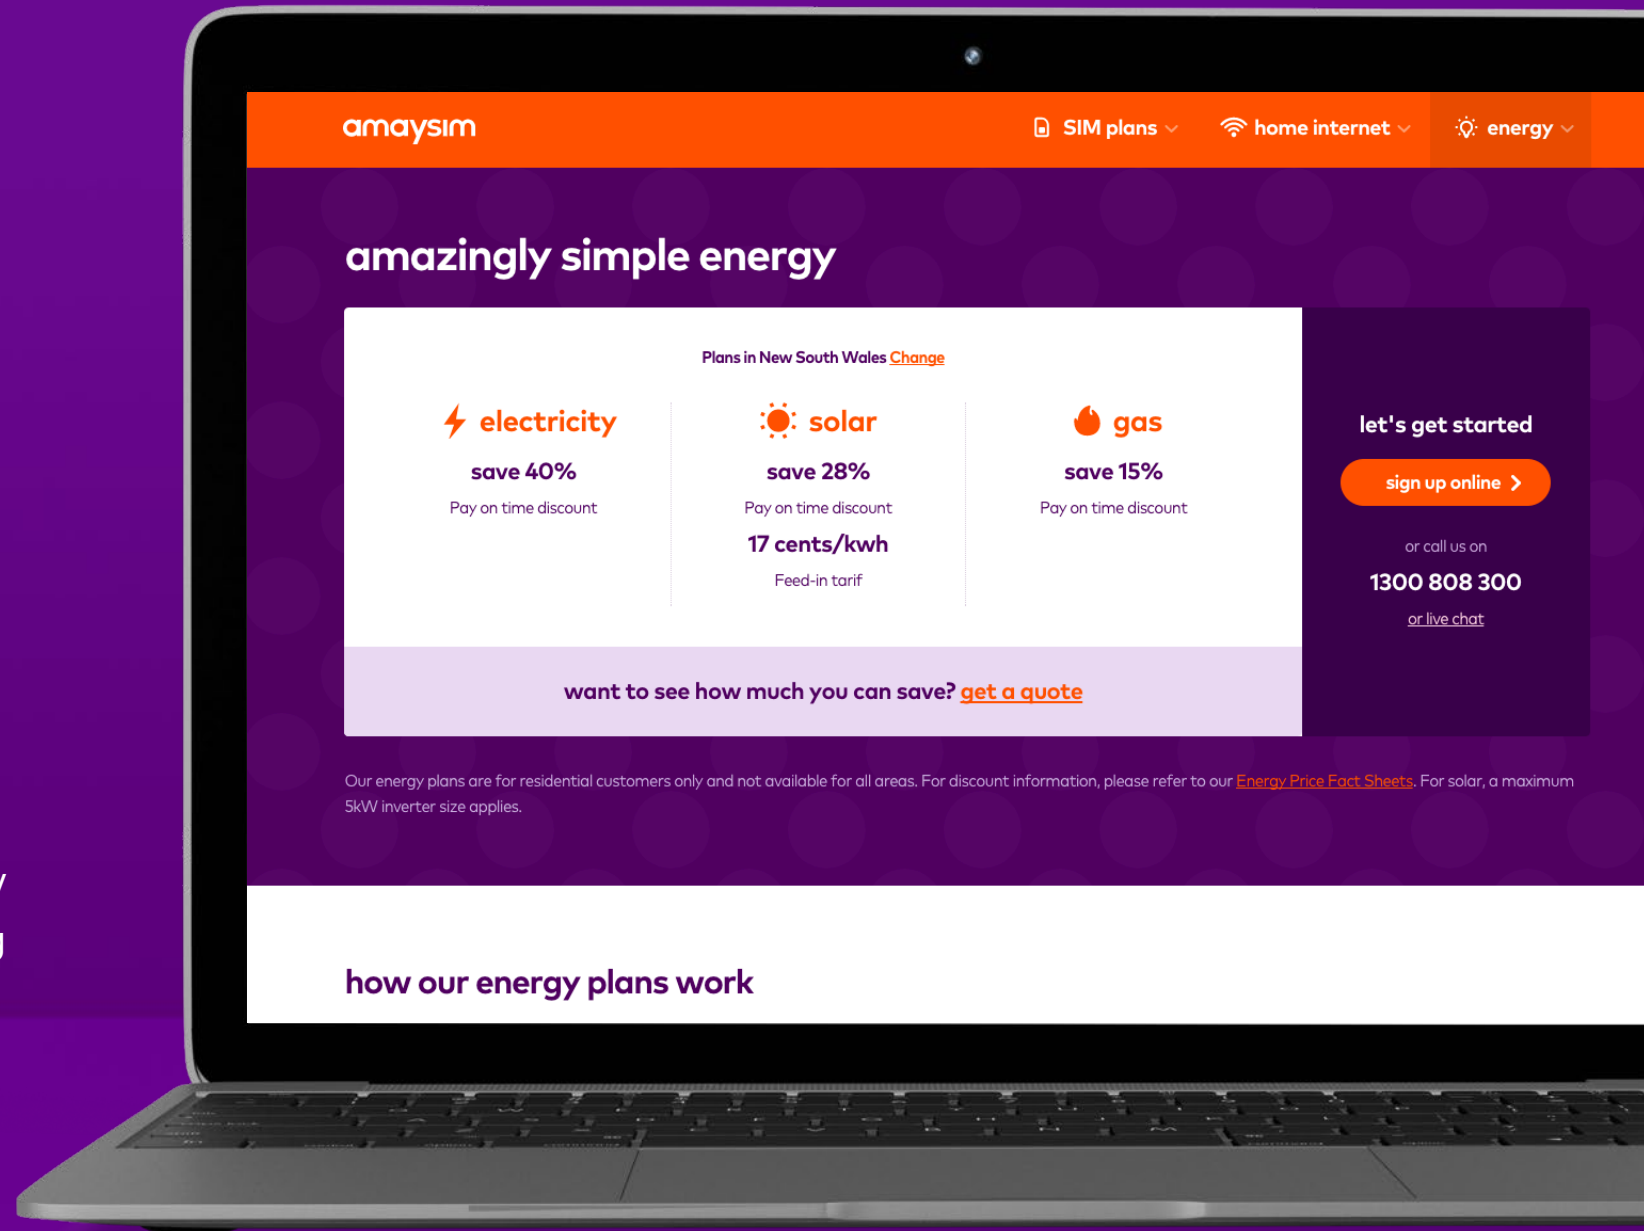 amaysim
SIM plans
home internet
energy
amazingly simple energy
Plans in New South Wales Change
electricity
save 40%
Pay on time discount
solar
save 28%
Pay on time discount
17 cents/kwh
Feed-in tarif
gas
save 15%
Pay on time discount
let's get started
sign up online
or call us on
1300 808 300
or live chat
want to see how much you can save? get a quote
Our energy plans are for residential customers only and not available for all areas. For discount information, please refer to our Energy Price Fact Sheets. For solar, a maximum
5kW inverter size applies.
how our energy plans work